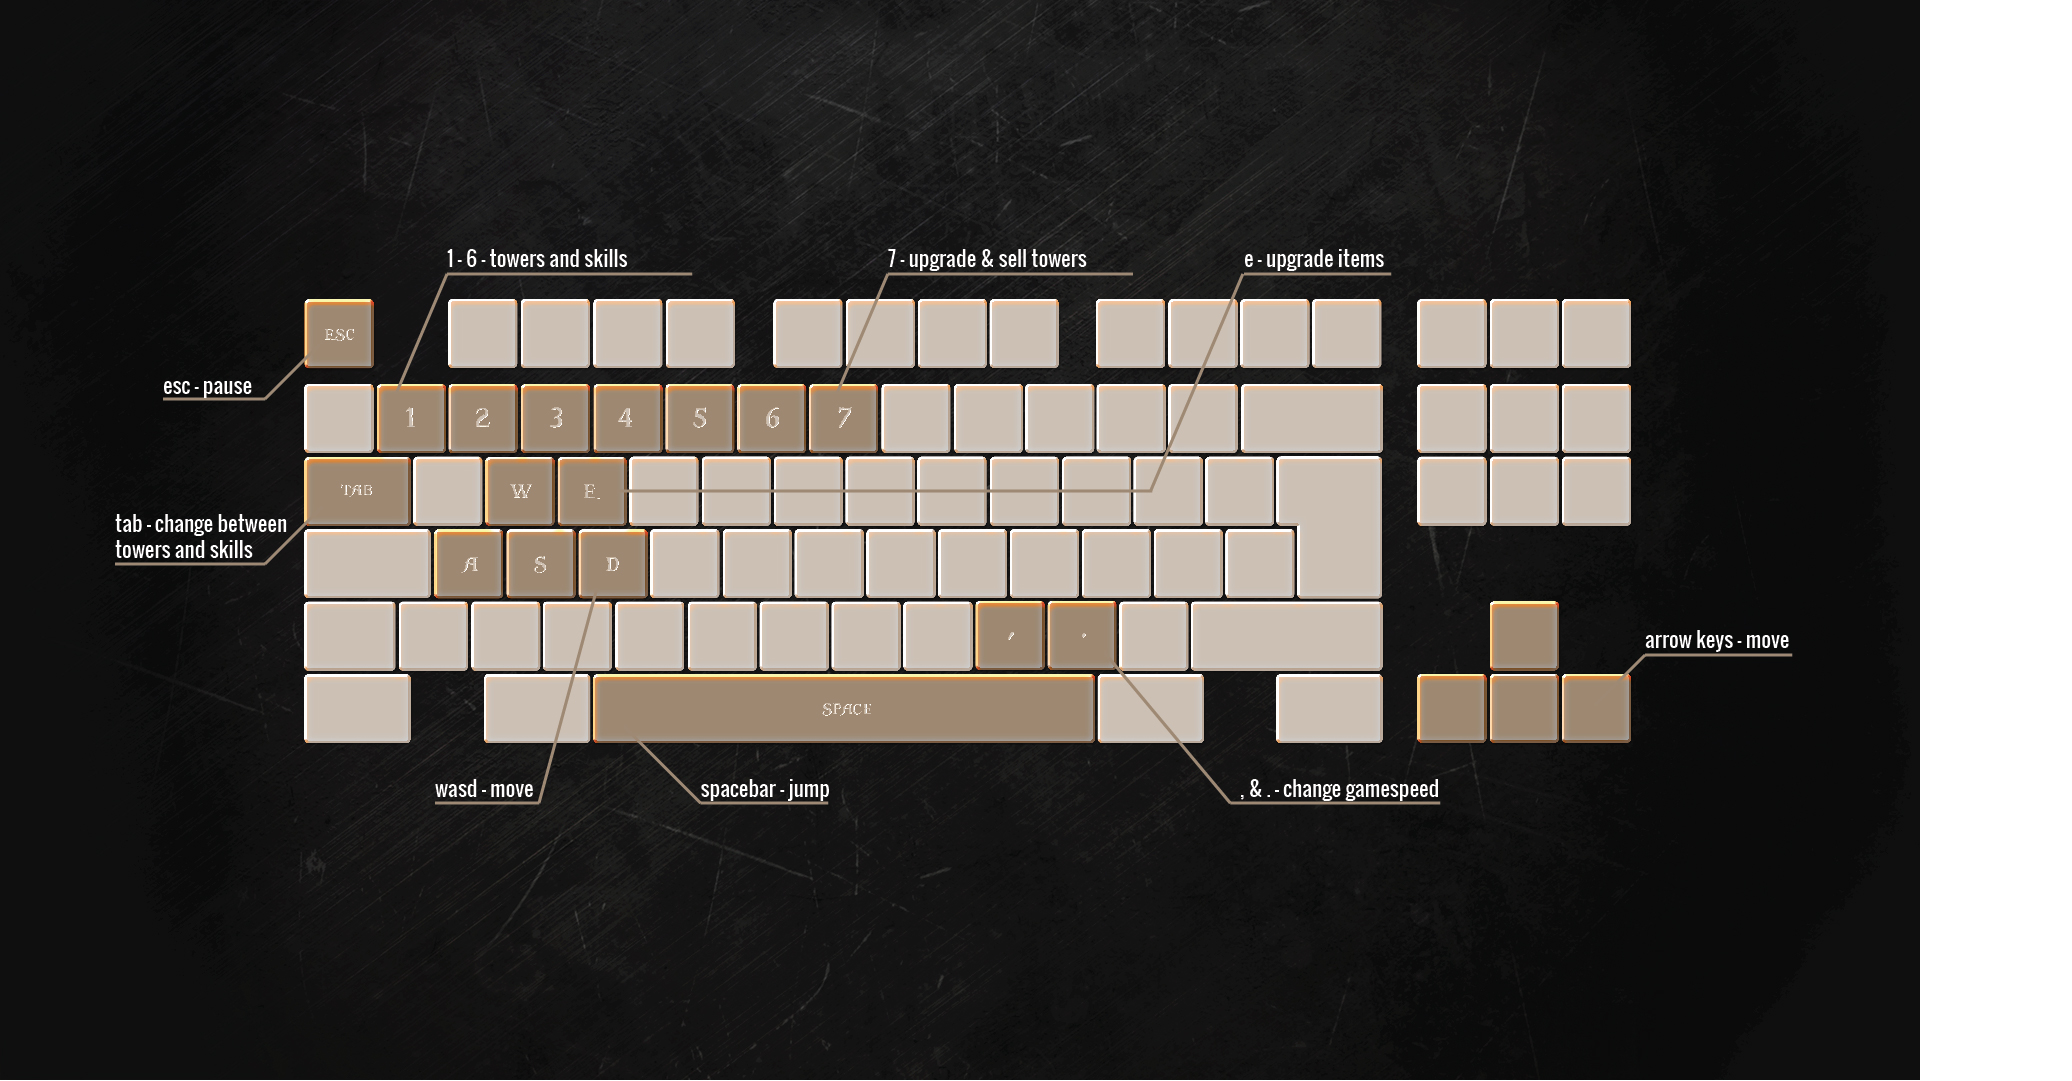 1 - 6 - towers and skills
7 - upgrade & sell towers
e - upgrade items
ESC
esc - pause
1 2 3 4 5 6 7
TAB W E
tab - change between
towers and skills
A S D
, .
arrow keys - move
SPACE
wasd - move
spacebar - jump
, & . - change gamespeed